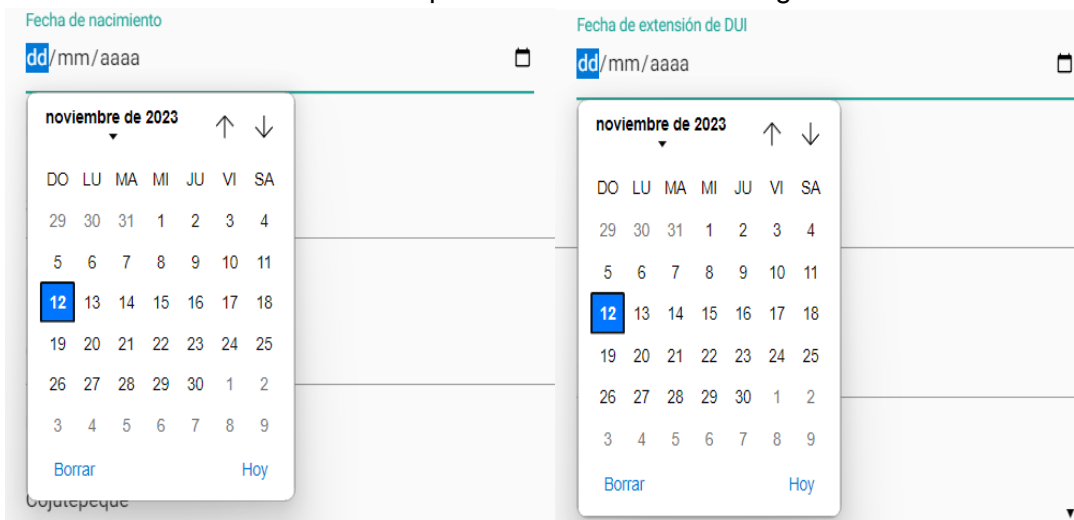 Fecha de nacimiento
dd/mm/aaaa
noviembre de 2023
DO LU MA MI JU VI SA
29 30 31 1 2 3 4
5 6 7 8 9 10 11
12 13 14 15 16 17 18
19 20 21 22 23 24 25
26 27 28 29 30 1 2
3 4 5 6 7 8 9
Borrar Hoy
Cojutepeque
Fecha de extensión de DUI
dd/mm/aaaa
noviembre de 2023
DO LU MA MI JU VI SA
29 30 31 1 2 3 4
5 6 7 8 9 10 11
12 13 14 15 16 17 18
19 20 21 22 23 24 25
26 27 28 29 30 1 2
3 4 5 6 7 8 9
Borrar Hoy